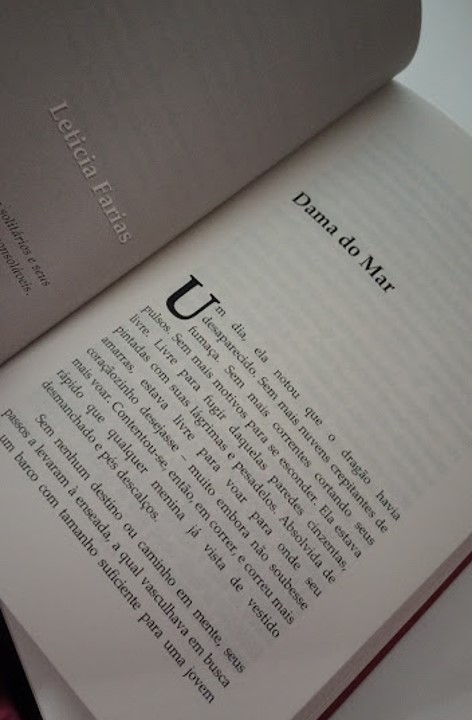 Leticia Farias
solitários e seus
Dama do Mar
Um dia, ela notou que o dragão havia
desaparecido. Sem mais nuvens crepitantes de
fumaça. Sem mais correntes cortando seus
pulsos. Sem mais motivos para se esconder. Ela estava
livre. Livre para fugir daquelas paredes cinzentas,
pintadas com suas lágrimas e pesadelos. Absolvida de
amarras, estava livre para voar para onde seu
coraçãozinho desejasse – muito embora não soubesse
mais voar. Contentou-se, então, em correr, e correu mais
rápido que qualquer menina já vista de vestido
desmanchado e pés descalços.
Sem nenhum destino ou caminho em mente, seus
passos a levaram à enseada, a qual vasculhava em busca
um barco com tamanho suficiente para uma jovem